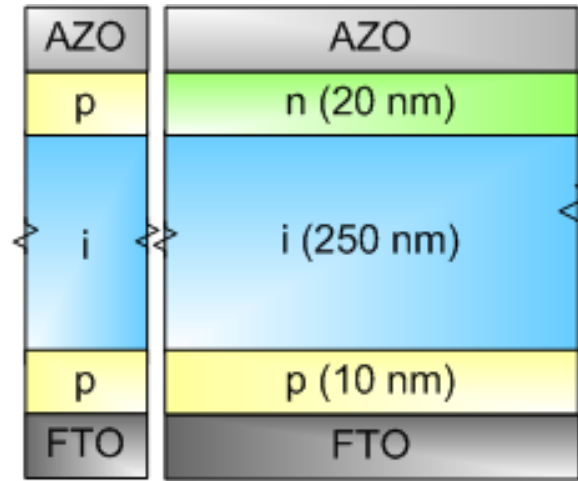 AZO
p
i
p
FTO
AZO
n (20 nm)
i (250 nm)
p (10 nm)
FTO